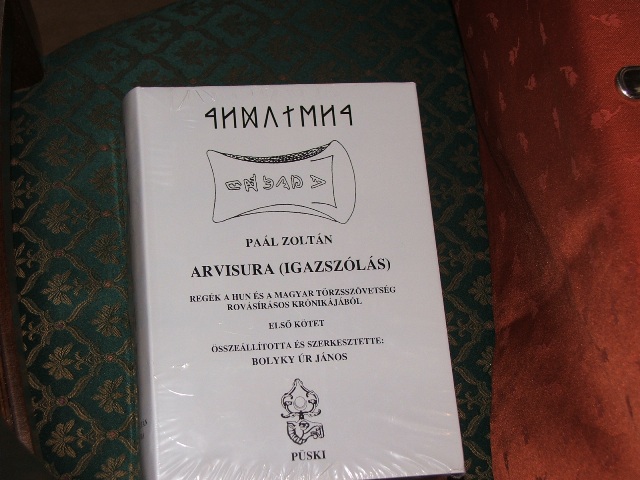 PAÁL ZOLTÁN
ARVISURA (IGAZSZÓLÁS)
REGÉK A HUN ÉS A MAGYAR TÖRZSSZÖVETSÉG
ROVÁSÍRÁSOS KRÓNIKÁJÁBÓL
ELSŐ KÖTET
ÖSSZEÁLLÍTOTTA ÉS SZERKESZTETTE:
BOLYKY ÚR JÁNOS
PÜSKI